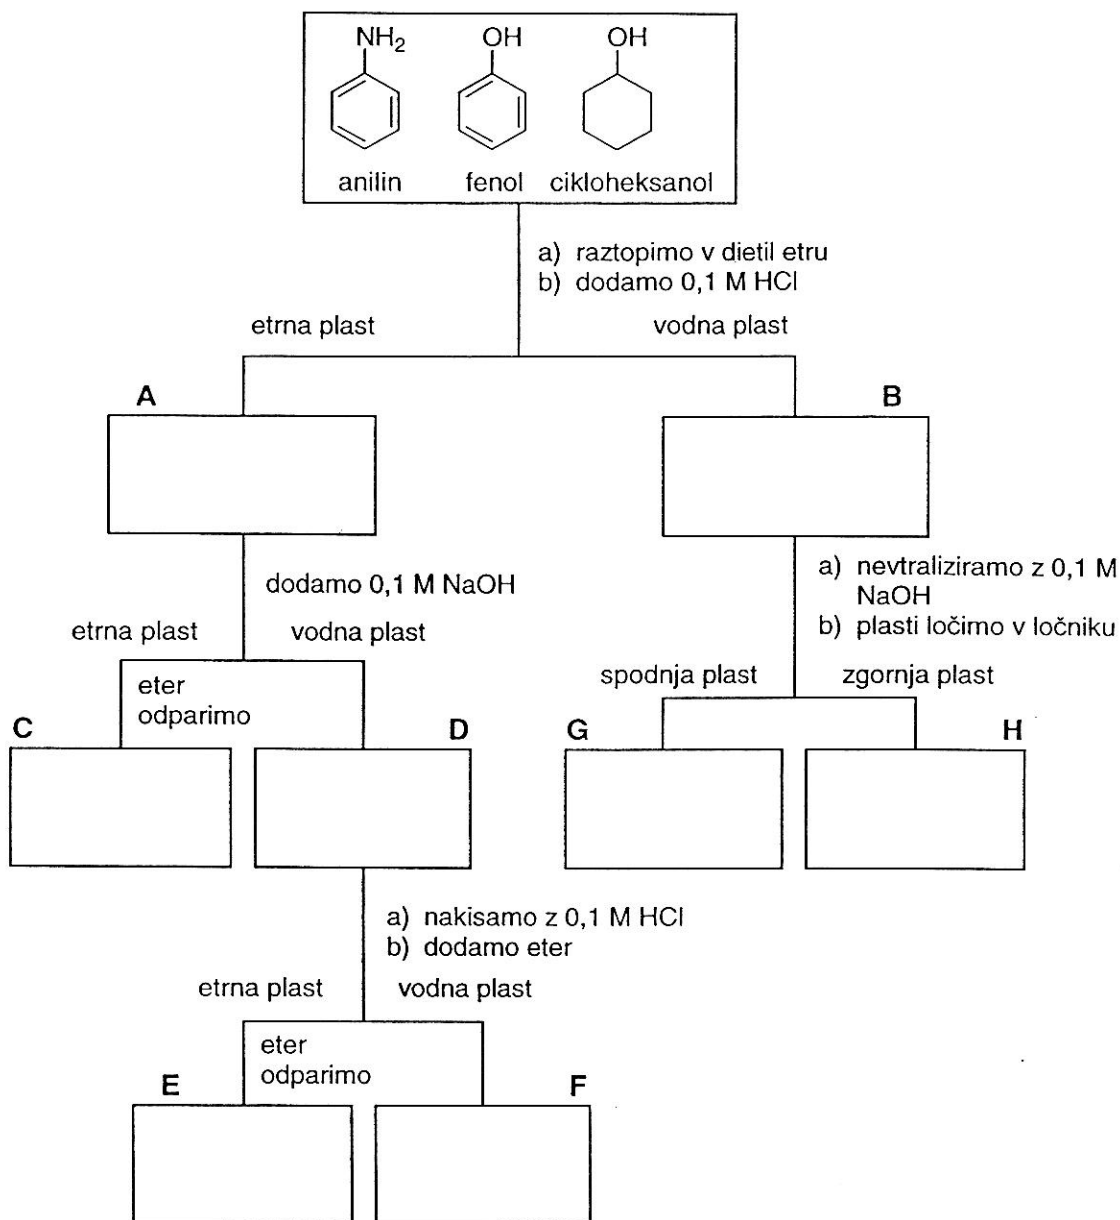 NH2 OH OH
anilin fenol cikloheksanol
a) raztopimo v dietil etru
b) dodamo 0,1 M HCl
etrna plast vodna plast
A B
dodamo 0,1 M NaOH
a) nevtraliziramo z 0,1 M
NaOH
b) plasti ločimo v ločniku
etrna plast vodna plast
spodnja plast zgornja plast
eter
odparimo
C D G H
a) nakisamo z 0,1 M HCl
b) dodamo eter
etrna plast vodna plast
eter
odparimo
E F